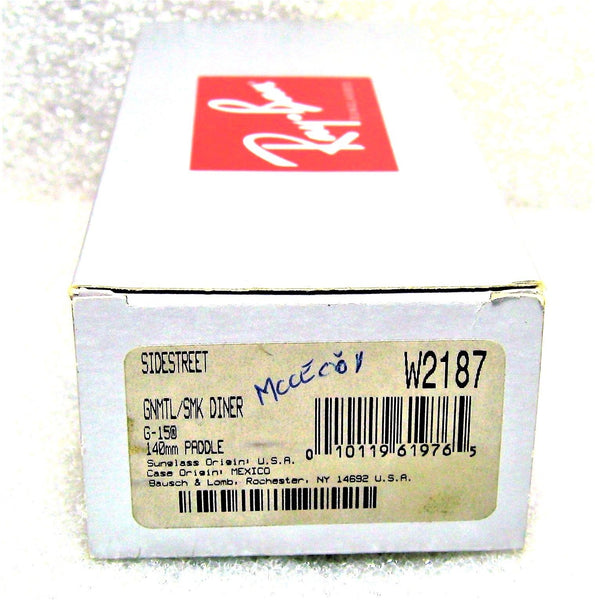 Ray-Ban
SIDESTREET
W2187
GNMTL/SMK DINER
G-15®
140mm PADDLE
Sunglass Origin: U.S.A.
Case Origin: MEXICO
Bausch & Lomb, Rochester, NY 14692 U.S.A.
0 10119 61976 5